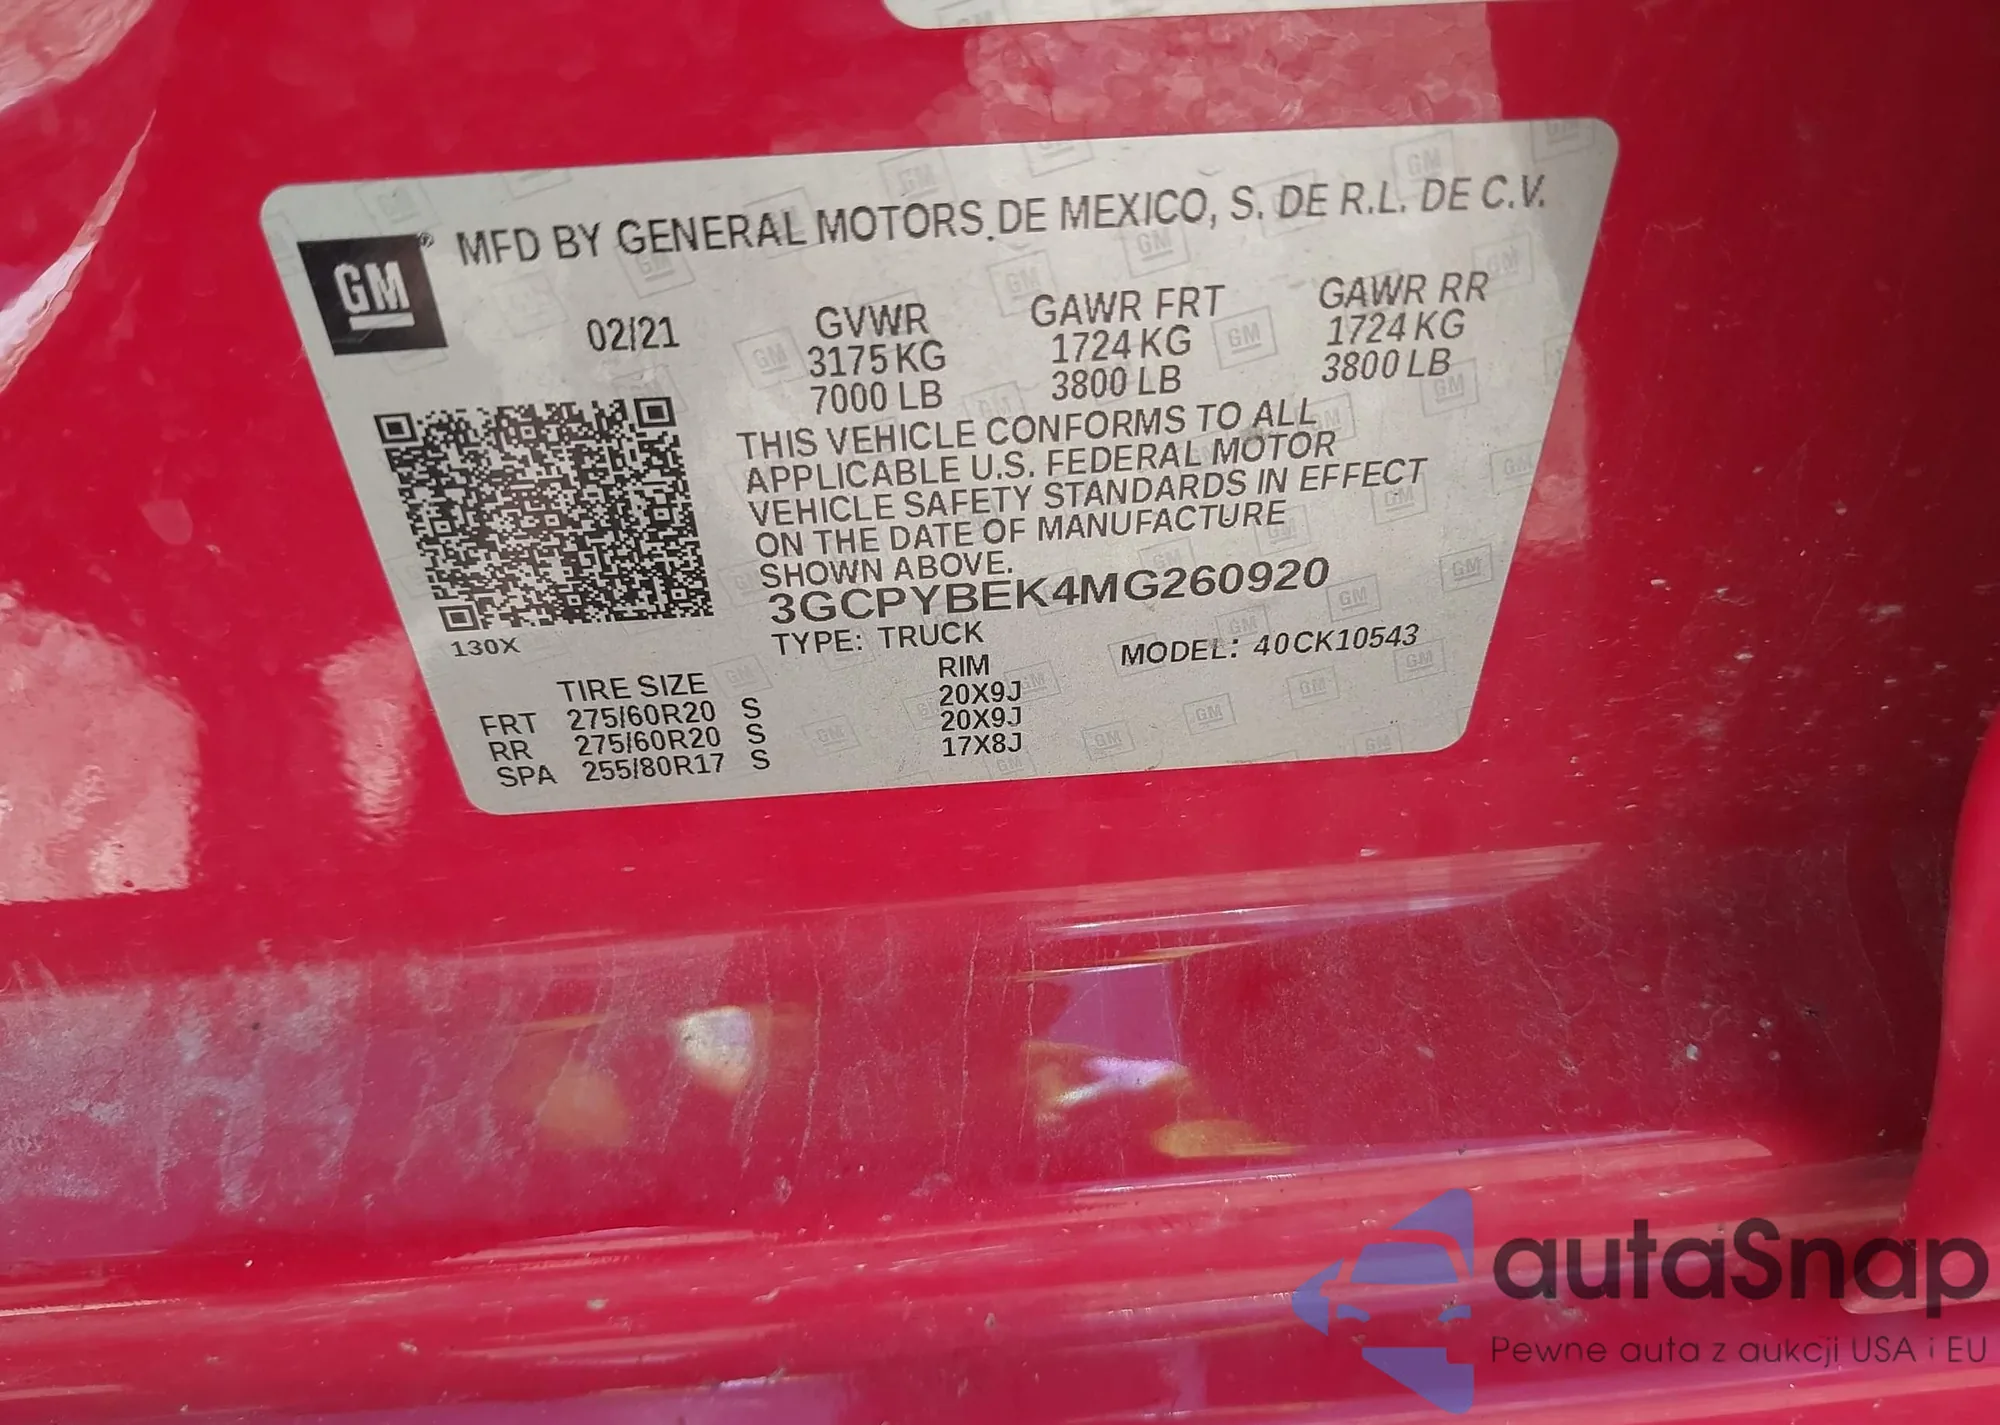 MFD BY GENERAL MOTORS DE MEXICO, S. DE R.L. DE C.V.
GM®
02/21 GVWR GAWR FRT GAWR RR
3175 KG 1724 KG 1724 KG
7000 LB 3800 LB 3800 LB
THIS VEHICLE CONFORMS TO ALL
APPLICABLE U.S. FEDERAL MOTOR
VEHICLE SAFETY STANDARDS IN EFFECT
ON THE DATE OF MANUFACTURE
SHOWN ABOVE.
3GCPYBEK4MG260920
130X
TYPE: TRUCK MODEL: 40CK10543
TIRE SIZE RIM
FRT 275/60R20 S 20X9J
RR 275/60R20 S 20X9J
SPA 255/80R17 S 17X8J
autaSnap
Pewne auta z aukcji USA i EU